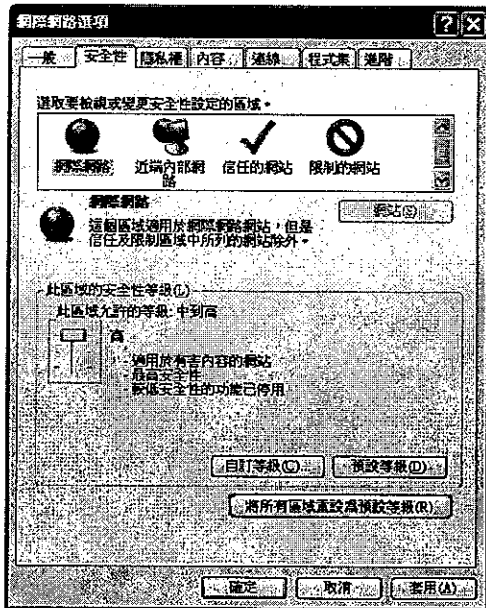 網際網路選項
一般 安全性 隱私權 內容 連線 程式集 進階
選取要檢視或變更安全性設定的區域。
網際網路 近端內部網路 信任的網站 限制的網站
網際網路
網站(S)
這個區域適用於網際網路網站，但是
信任及限制區域中所列的網站除外。
此區域的安全性等級(L)
此區域允許的等級: 中到高
高
- 適用於有害內容的網站
- 最高安全性
- 較低安全性的功能已停用
自訂等級(C)... 預設等級(D)
將所有區域重設為預設等級(R)
確定 取消 套用(A)